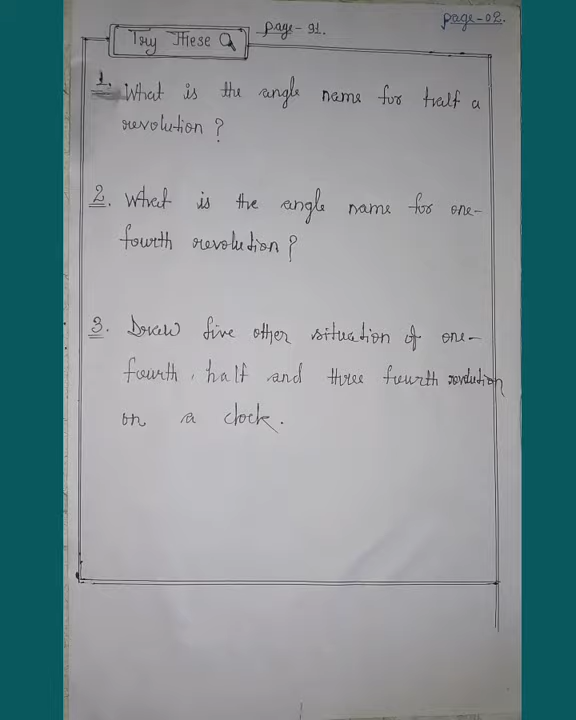 page-02.
Try These page- 91.
1. What is the angle name for half a
revolution ?
2. What is the angle name for one-
fourth revolution ?
3. Draw five other situation of one-
fourth, half and three fourth revolution
on a clock.